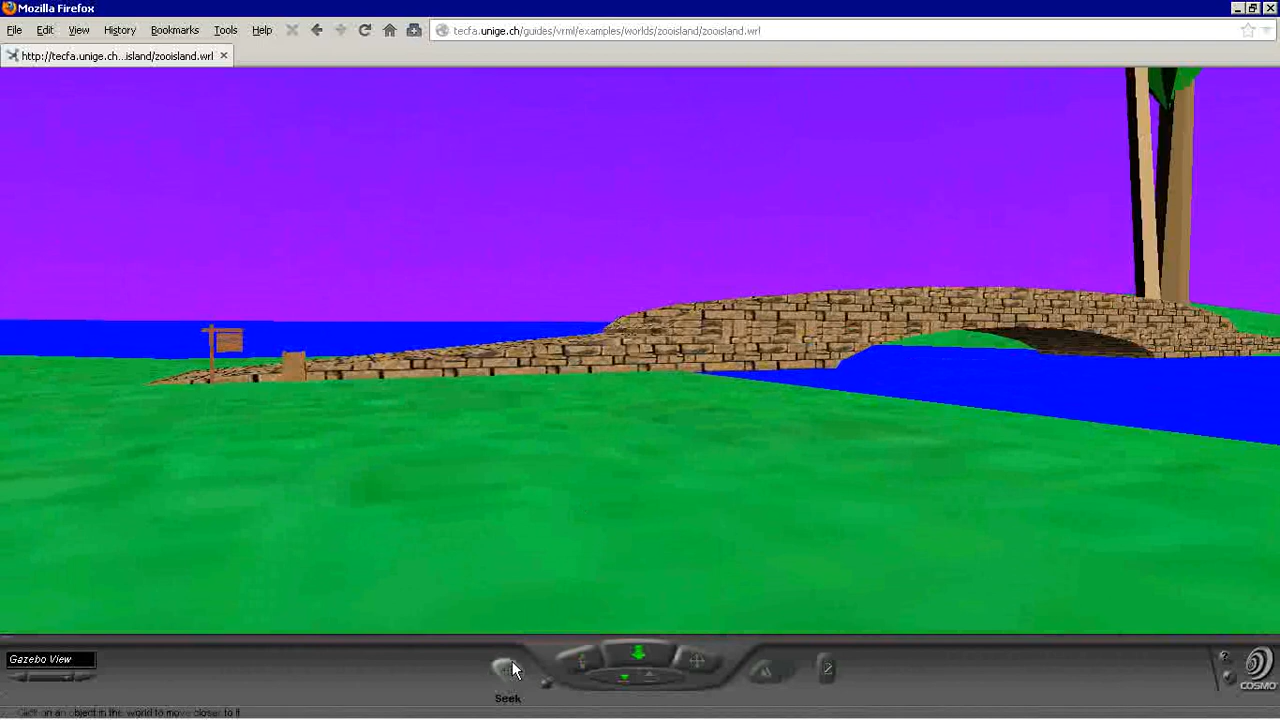 Mozilla Firefox
File Edit View History Bookmarks Tools Help
tecfa.unige.ch/guides/vrml/examples/worlds/zooisland/zooisland.wrl
http://tecfa.unige.ch...island/zooisland.wrl
Gazebo View
?
COSMO
Seek
Click on an object in the world to move closer to it